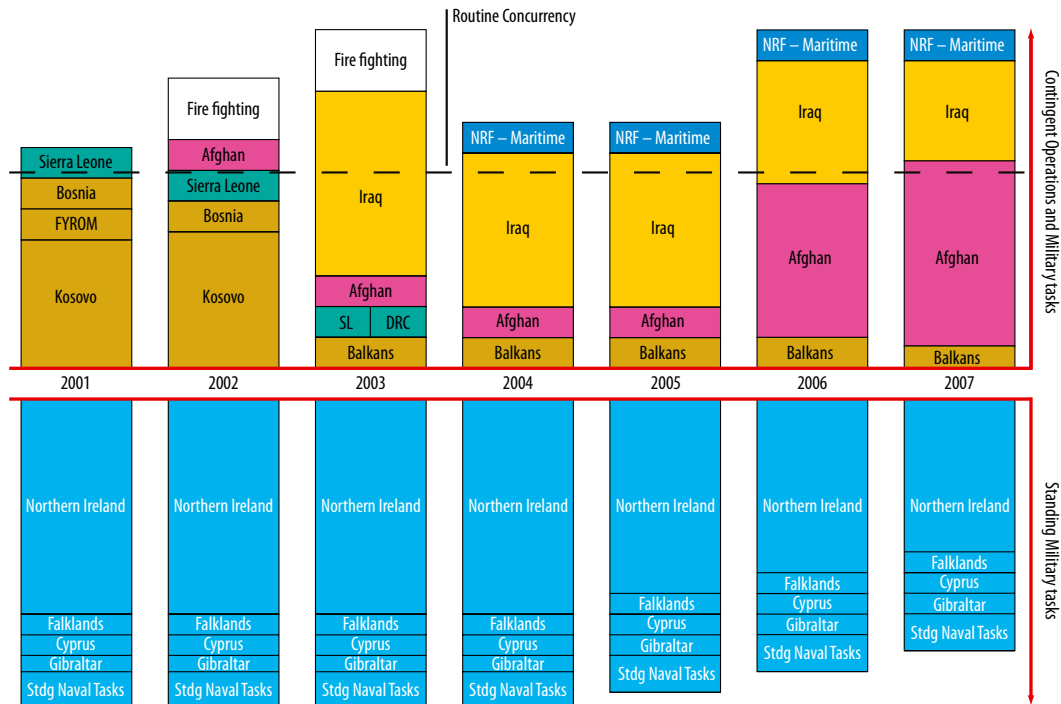 Routine Concurrency
Sierra Leone
Bosnia
FYROM
Kosovo
Fire fighting
Afghan
Sierra Leone
Bosnia
Kosovo
Fire fighting
Iraq
Afghan
SL
DRC
Balkans
NRF – Maritime
Iraq
Afghan
Balkans
NRF – Maritime
Iraq
Afghan
Balkans
NRF – Maritime
Iraq
Afghan
Balkans
NRF – Maritime
Iraq
Afghan
Balkans
Contingent Operations and Military tasks
2001
2002
2003
2004
2005
2006
2007
Northern Ireland
Falklands
Cyprus
Gibraltar
Stdg Naval Tasks
Northern Ireland
Falklands
Cyprus
Gibraltar
Stdg Naval Tasks
Northern Ireland
Falklands
Cyprus
Gibraltar
Stdg Naval Tasks
Northern Ireland
Falklands
Cyprus
Gibraltar
Stdg Naval Tasks
Northern Ireland
Falklands
Cyprus
Gibraltar
Stdg Naval Tasks
Northern Ireland
Falklands
Cyprus
Gibraltar
Stdg Naval Tasks
Northern Ireland
Falklands
Cyprus
Gibraltar
Stdg Naval Tasks
Standing Military tasks